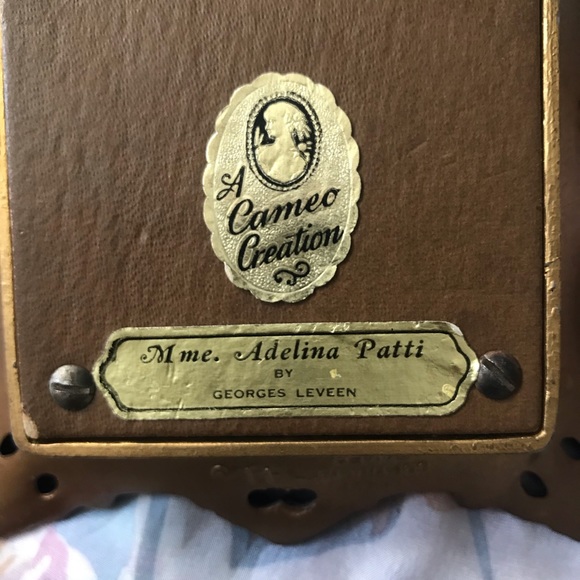 A
Cameo
Creation
Mme. Adelina Patti
BY
GEORGES LEVEEN